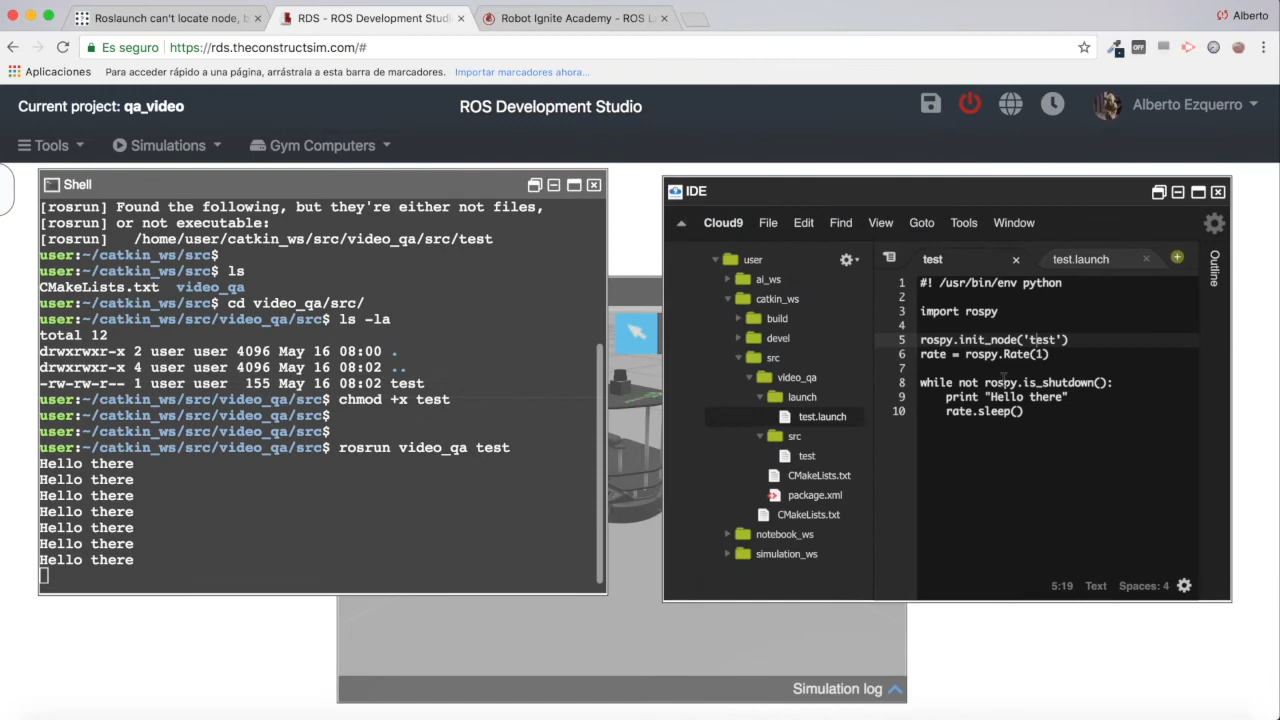 Roslaunch can't locate node, b
RDS - ROS Development Studi
Robot Ignite Academy - ROS L
Alberto
Es seguro
https://rds.theconstructsim.com/#
OFF
Aplicaciones
Para acceder rápido a una página, arrástrala a esta barra de marcadores.
Importar marcadores ahora...
Current project: qa_video
ROS Development Studio
Alberto Ezquerro
Tools
Simulations
Gym Computers
Shell
[rosrun] Found the following, but they're either not files,
[rosrun] or not executable:
[rosrun]   /home/user/catkin_ws/src/video_qa/src/test
user:~/catkin_ws/src$
user:~/catkin_ws/src$ ls
CMakeLists.txt  video_qa
user:~/catkin_ws/src$ cd video_qa/src/
user:~/catkin_ws/src/video_qa/src$ ls -la
total 12
drwxrwxr-x 2 user user 4096 May 16 08:00 .
drwxrwxr-x 4 user user 4096 May 16 08:02 ..
-rw-rw-r-- 1 user user  155 May 16 08:02 test
user:~/catkin_ws/src/video_qa/src$ chmod +x test
user:~/catkin_ws/src/video_qa/src$
user:~/catkin_ws/src/video_qa/src$
user:~/catkin_ws/src/video_qa/src$ rosrun video_qa test
Hello there
Hello there
Hello there
Hello there
Hello there
Hello there
Hello there
IDE
Cloud9 File Edit Find View Goto Tools Window
user
ai_ws
catkin_ws
build
devel
src
video_qa
launch
test.launch
src
test
CMakeLists.txt
package.xml
CMakeLists.txt
notebook_ws
simulation_ws
test
test.launch
Outline
1 #! /usr/bin/env python
2
3 import rospy
4
5 rospy.init_node('test')
6 rate = rospy.Rate(1)
7
8 while not rospy.is_shutdown():
9     print "Hello there"
10     rate.sleep()
5:19 Text Spaces: 4
Simulation log